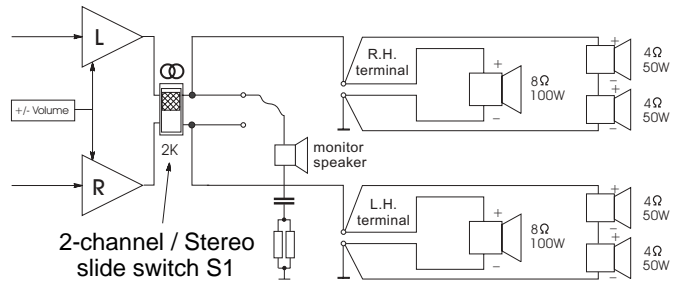 L
+/- Volume
R
2K
2-channel / Stereo
slide switch S1
monitor
speaker
R.H.
terminal
+
8Ω
100W
−
+
4Ω
50W
−
+
4Ω
50W
−
L.H.
terminal
+
8Ω
100W
−
+
4Ω
50W
−
+
4Ω
50W
−